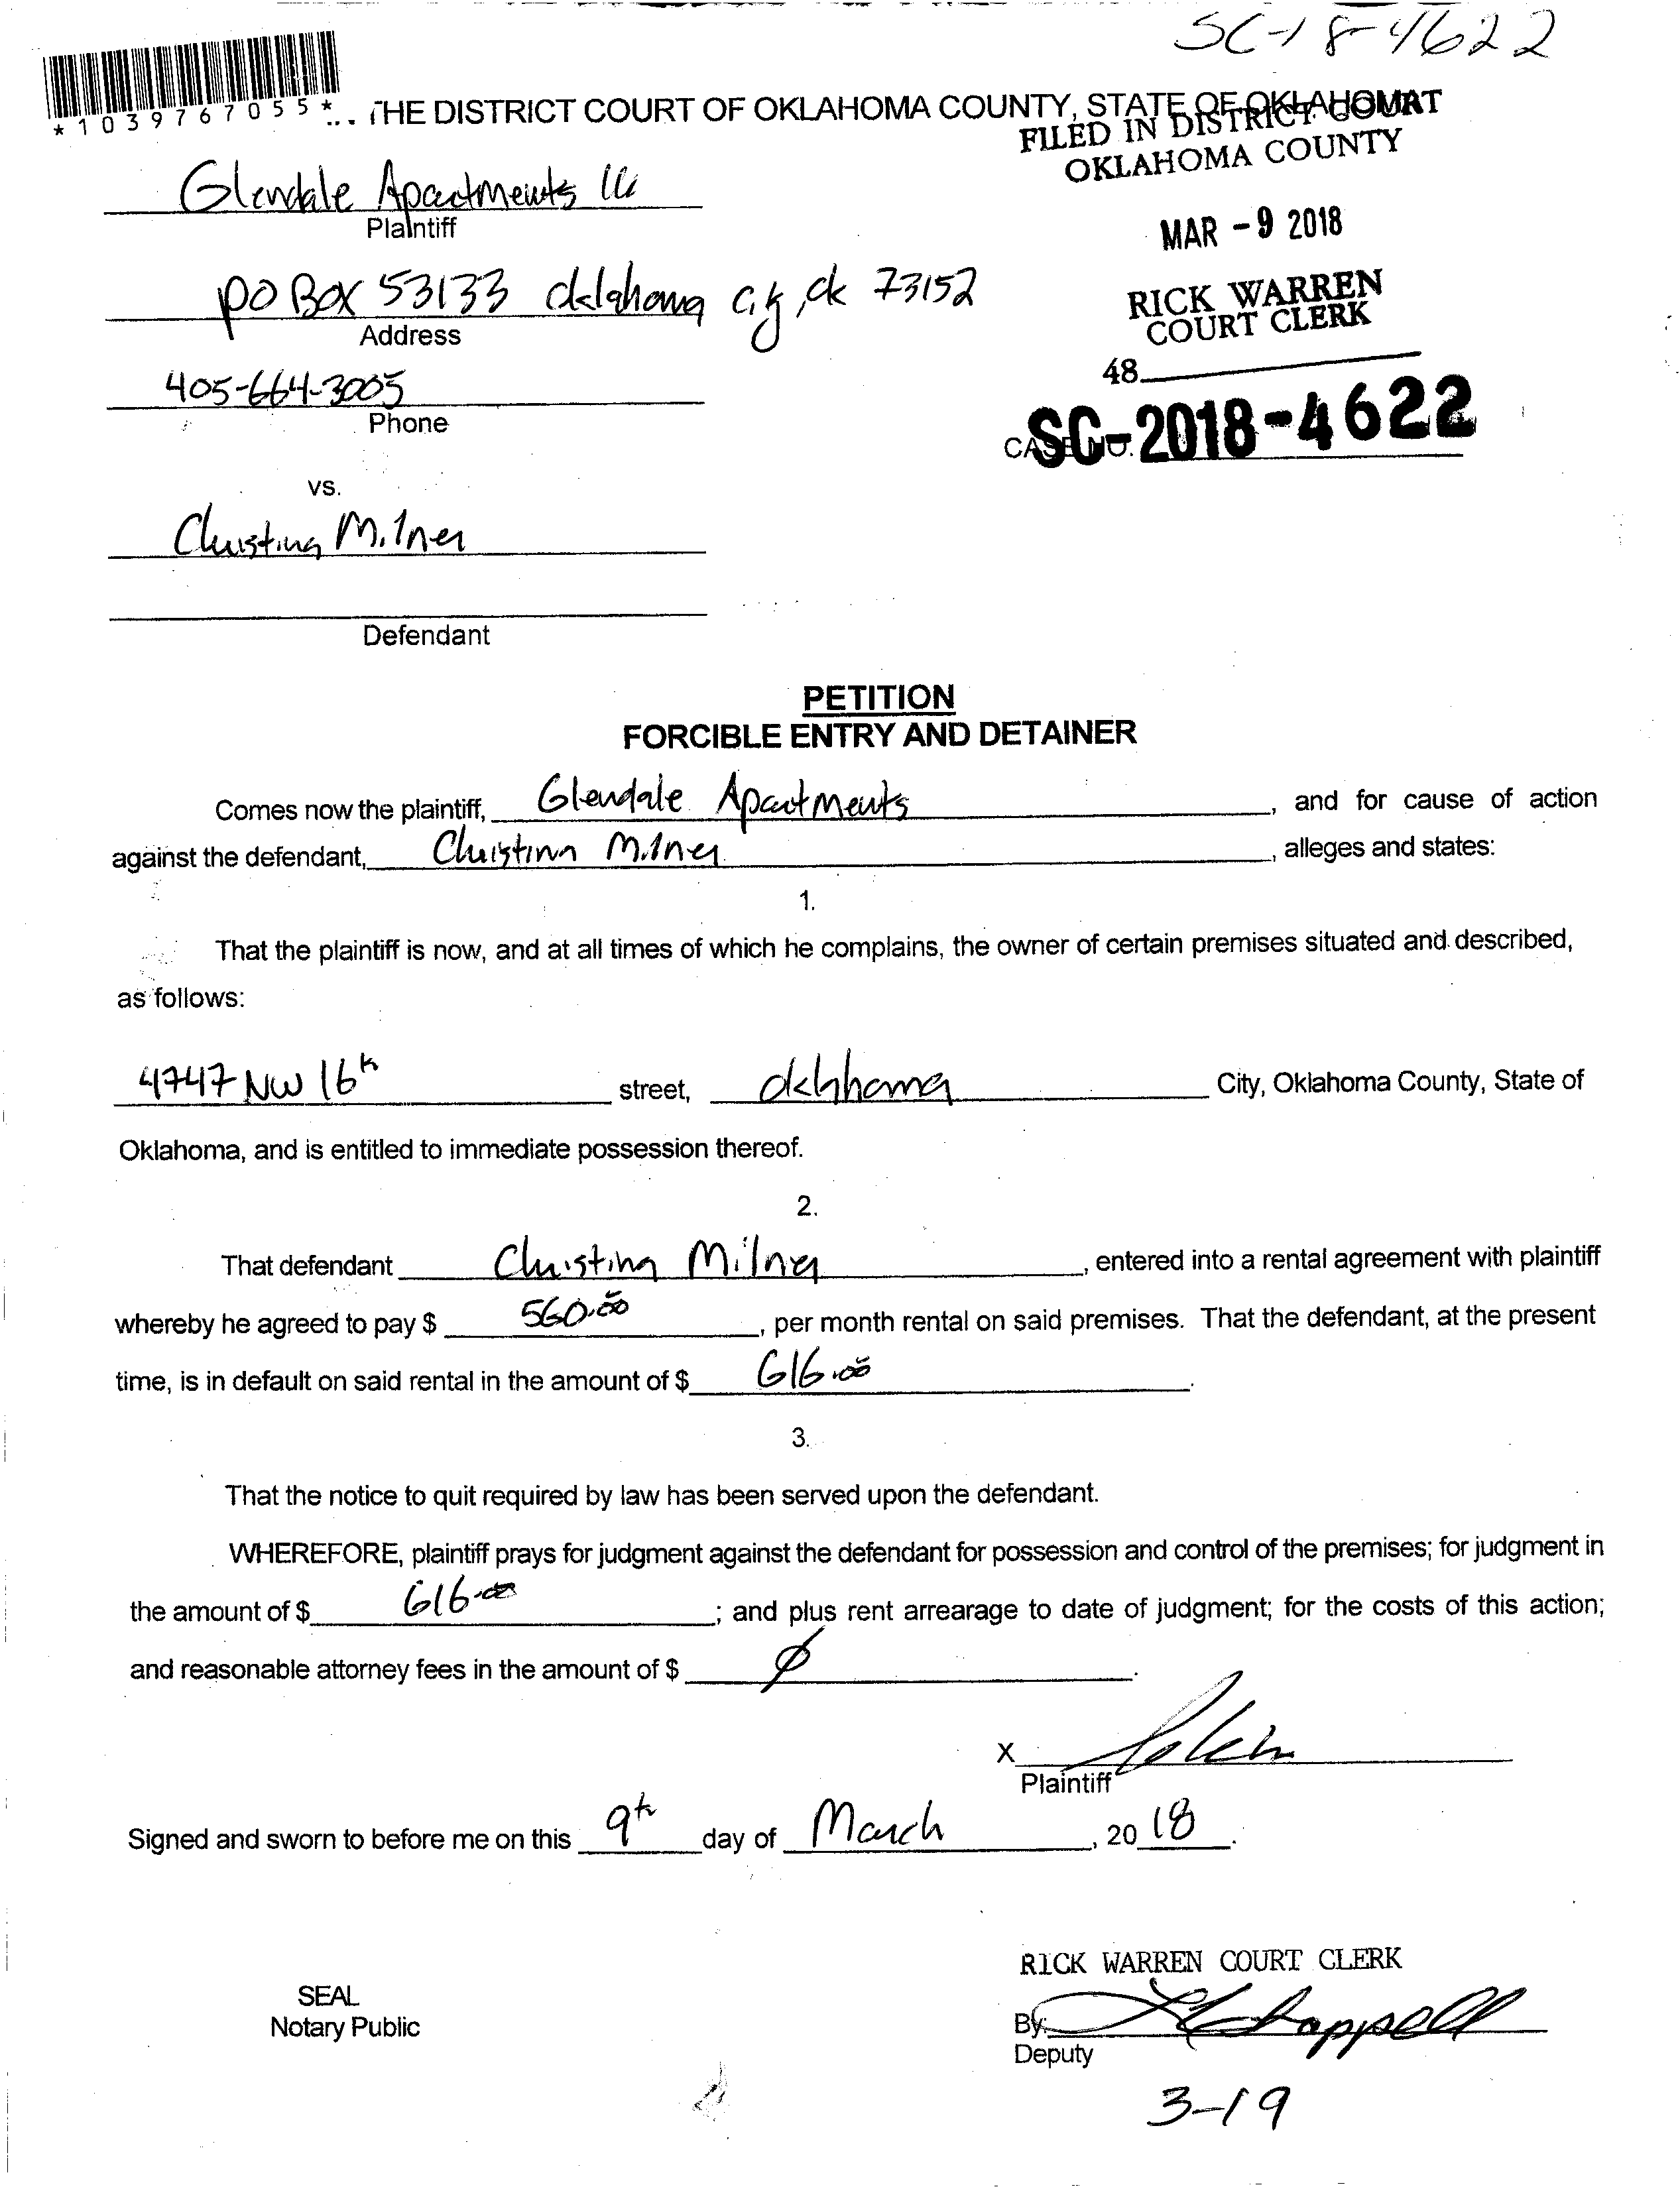 SC-18-4622
*1039767055*
THE DISTRICT COURT OF OKLAHOMA COUNTY, STATE OF OKLAHOMA
FILED IN DISTRICT COURT
OKLAHOMA COUNTY
Glendale Apartments llc
Plaintiff
MAR - 9 2018
PO Box 53133 oklahoma city, ok 73152
Address
RICK WARREN
COURT CLERK
405-664-3005
Phone
48
CASE NO. SC-2018-4622
vs.
Christina Milner
Defendant
PETITION
FORCIBLE ENTRY AND DETAINER
Comes now the plaintiff, Glendale Apartments, and for cause of action
against the defendant, Christina Milner, alleges and states:
1.
That the plaintiff is now, and at all times of which he complains, the owner of certain premises situated and described,
as follows:
4747 NW 16th street, oklahoma City, Oklahoma County, State of
Oklahoma, and is entitled to immediate possession thereof.
2.
That defendant Christina Milner, entered into a rental agreement with plaintiff
whereby he agreed to pay $ 560.00, per month rental on said premises. That the defendant, at the present
time, is in default on said rental in the amount of $ 616.00.
3.
That the notice to quit required by law has been served upon the defendant.
WHEREFORE, plaintiff prays for judgment against the defendant for possession and control of the premises; for judgment in
the amount of $ 616.00; and plus rent arrearage to date of judgment; for the costs of this action;
and reasonable attorney fees in the amount of $ ∅.
X
Plaintiff
Signed and sworn to before me on this 9th day of March, 2018.
RICK WARREN COURT CLERK
SEAL
Notary Public
By:
Deputy
3-19